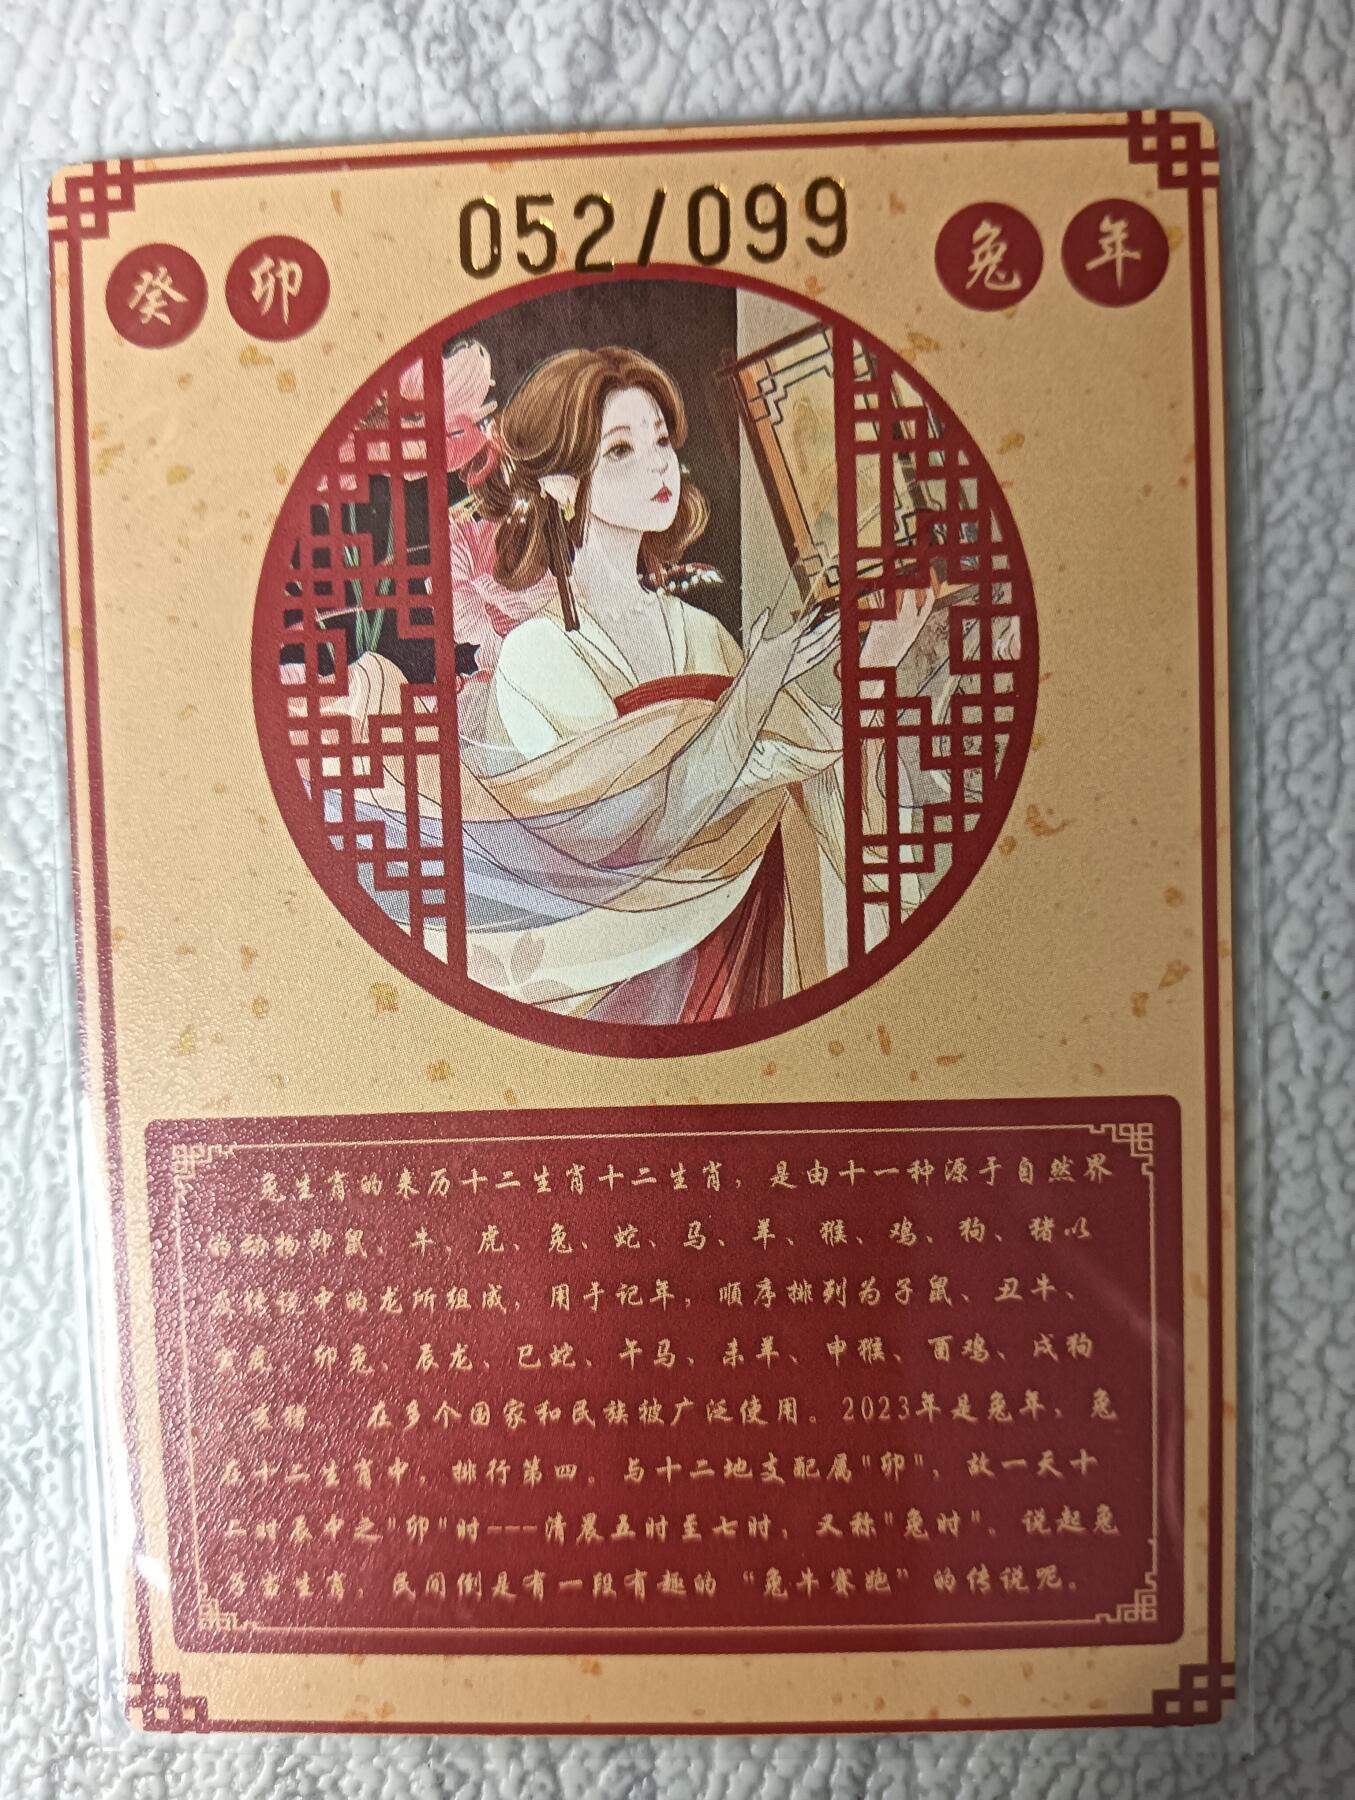 052/099
癸卯
兔年
兔生肖的来历十二生肖十二生肖，是由十一种源于自然界
的动物即鼠、牛、虎、兔、蛇、马、羊、猴、鸡、狗、猪以
及传说中的龙所组成，用于记年，顺序排列为子鼠、丑牛、
寅虎、卯兔、辰龙、巳蛇、午马、未羊、申猴、酉鸡、戌狗
亥猪 在多个国家和民族被广泛使用。2023年是兔年，兔
在十二生肖中，排行第四。与十二地支配属"卯"，故一天十
二时辰中之"卯"时---清晨五时至七时，又称"兔时"。说起兔
生肖，民间倒是有一段有趣的“兔牛赛跑”的传说呢。